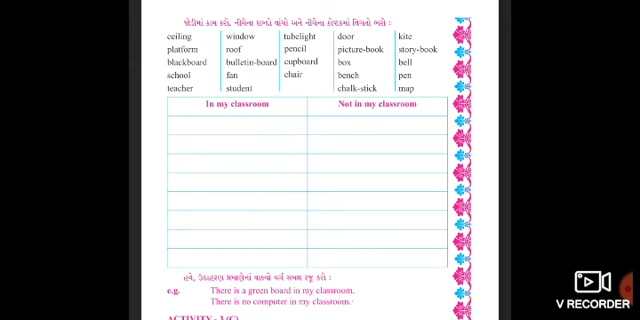 જોડીમાં કામ કરો. નીચેના શબ્દો વાંચો અને નીચેના કોષ્ટકમાં વિગતો ભરો :
ceiling window tubelight door kite
platform roof pencil picture-book story-book
blackboard bulletin-board cupboard box bell
school fan chair bench pen
teacher student chalk-stick map
In my classroom Not in my classroom
હવે, ઉદાહરણ પ્રમાણેનાં વાક્યો વર્ગ સમક્ષ રજૂ કરો :
e.g. There is a green board in my classroom.
There is no computer in my classroom.
ACTIVITY - 3 (C)
V RECORDER